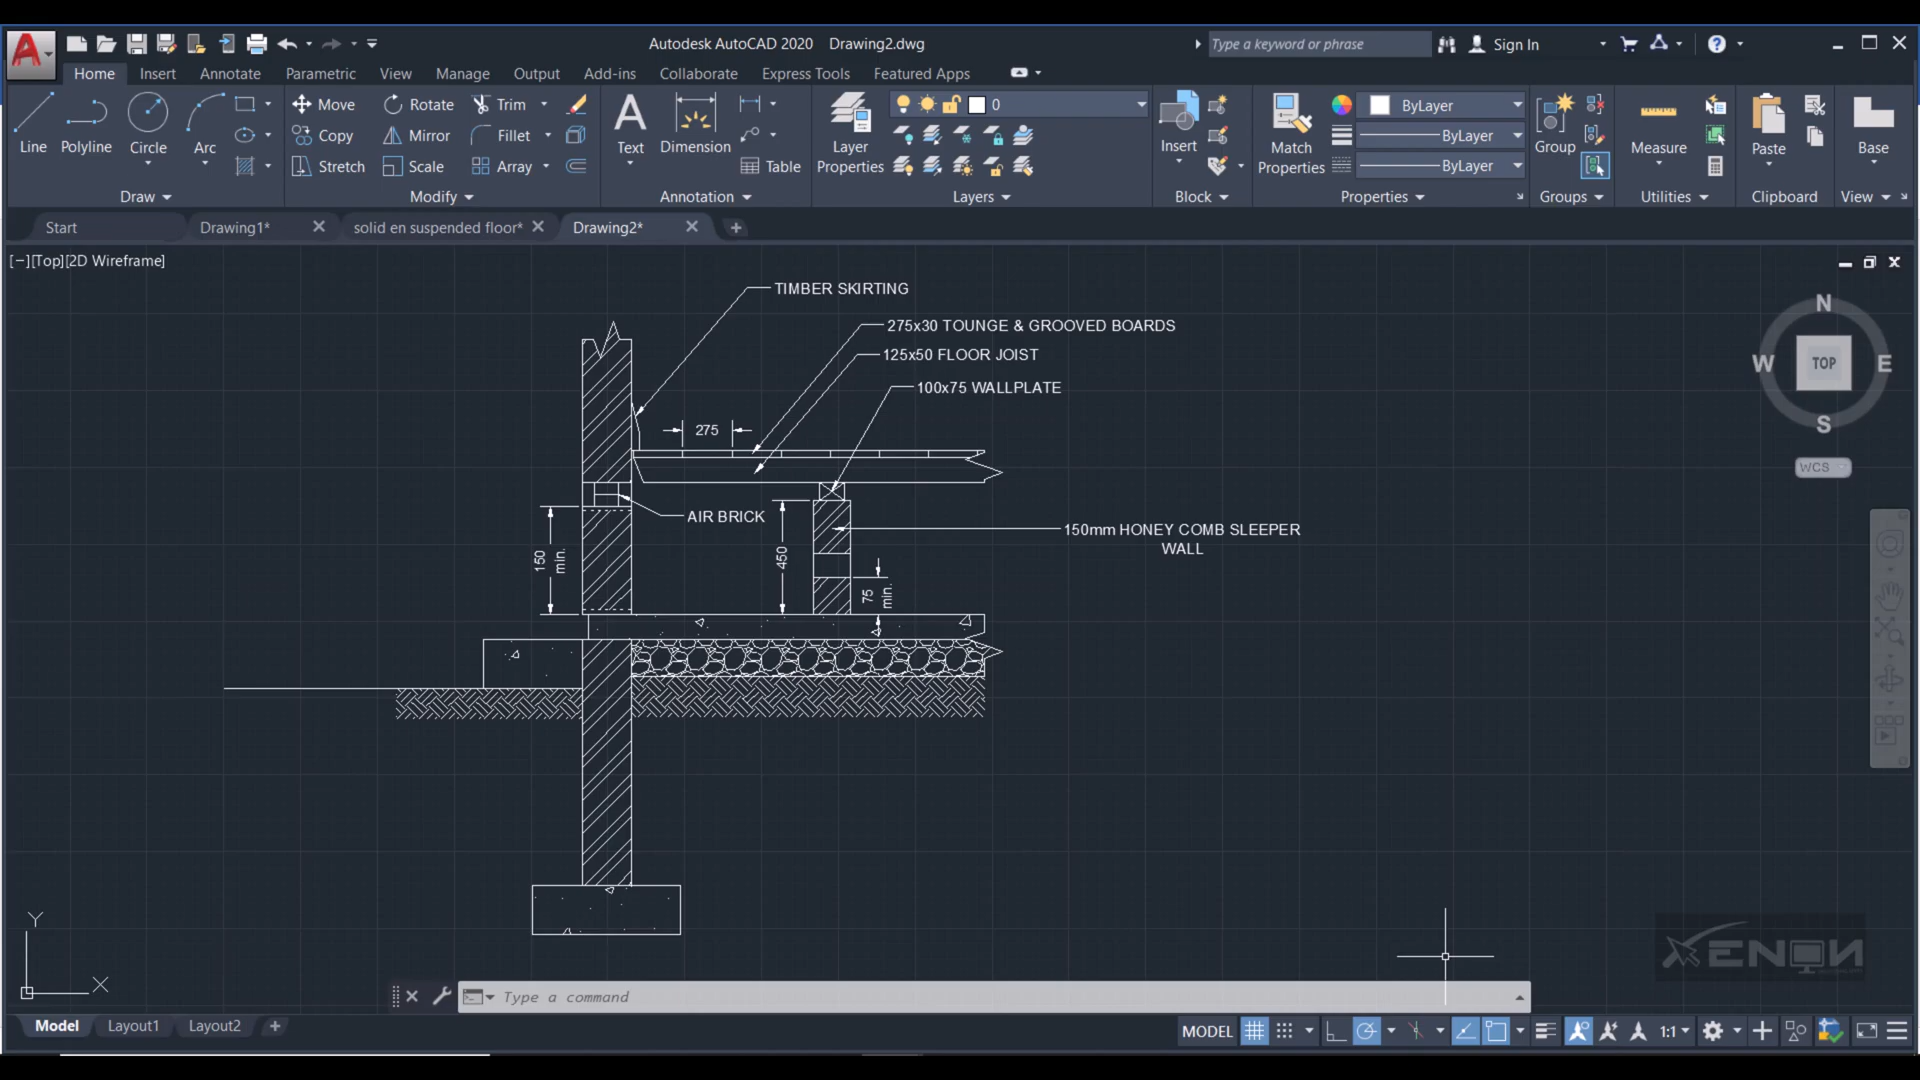 Autodesk AutoCAD 2020 Drawing2.dwg
Type a keyword or phrase
Sign In
Home Insert Annotate Parametric View Manage Output Add-ins Collaborate Express Tools Featured Apps
Line Polyline Circle Arc
Move Rotate Trim
Copy Mirror Fillet
Stretch Scale Array
Text Dimension Table
Layer
Properties
0
Insert
Match
Properties
ByLayer
ByLayer
ByLayer
Group
Measure
Paste
Base
Draw Modify Annotation Layers Block Properties Groups Utilities Clipboard View
Start Drawing1* solid en suspended floor* Drawing2*
[−][Top][2D Wireframe]
TIMBER SKIRTING
275x30 TOUNGE & GROOVED BOARDS
125x50 FLOOR JOIST
100x75 WALLPLATE
275
AIR BRICK
150
min.
450
75
min.
150mm HONEY COMB SLEEPER
WALL
N
W TOP E
S
WCS
Y
X
XENON
Type a command
Model Layout1 Layout2
MODEL 1:1